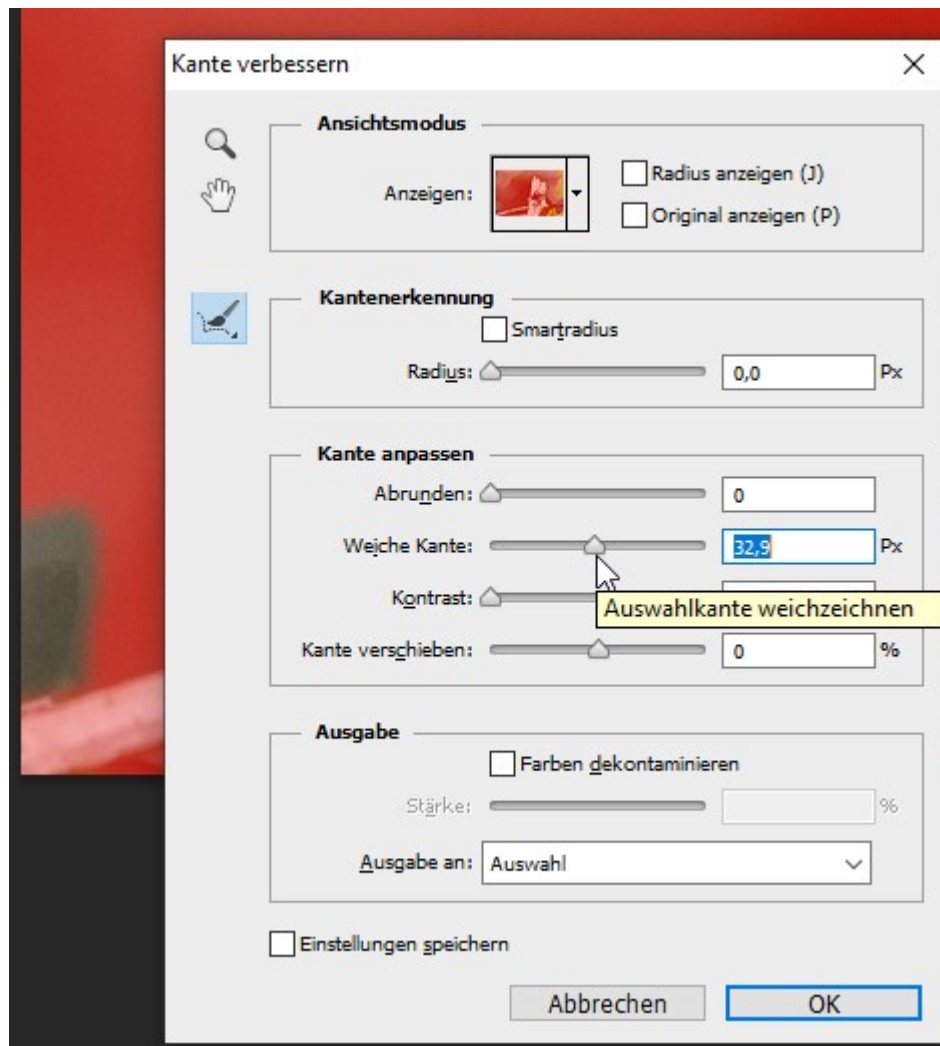 Kante verbessern
Ansichtsmodus
Anzeigen:
Radius anzeigen (J)
Original anzeigen (P)
Kantenerkennung
Smartradius
Radius: 0,0 Px
Kante anpassen
Abrunden: 0
Weiche Kante: 32,9 Px
Kontrast:
Auswahlkante weichzeichnen
Kante verschieben: 0 %
Ausgabe
Farben dekontaminieren
Stärke: %
Ausgabe an: Auswahl
Einstellungen speichern
Abbrechen OK